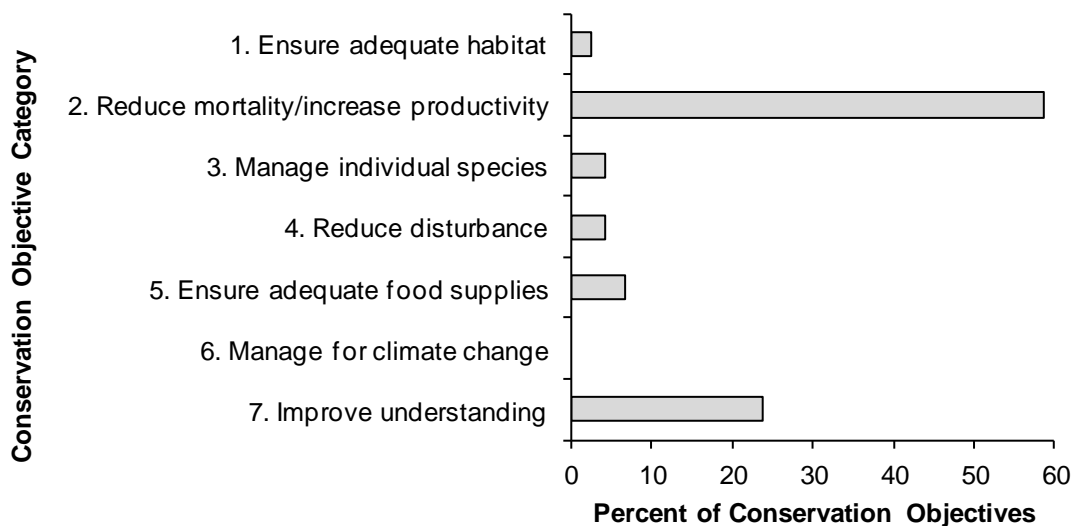 Conservation Objective Category
1. Ensure adequate habitat
2. Reduce mortality/increase productivity
3. Manage individual species
4. Reduce disturbance
5. Ensure adequate food supplies
6. Manage for climate change
7. Improve understanding
0 10 20 30 40 50 60
Percent of Conservation Objectives